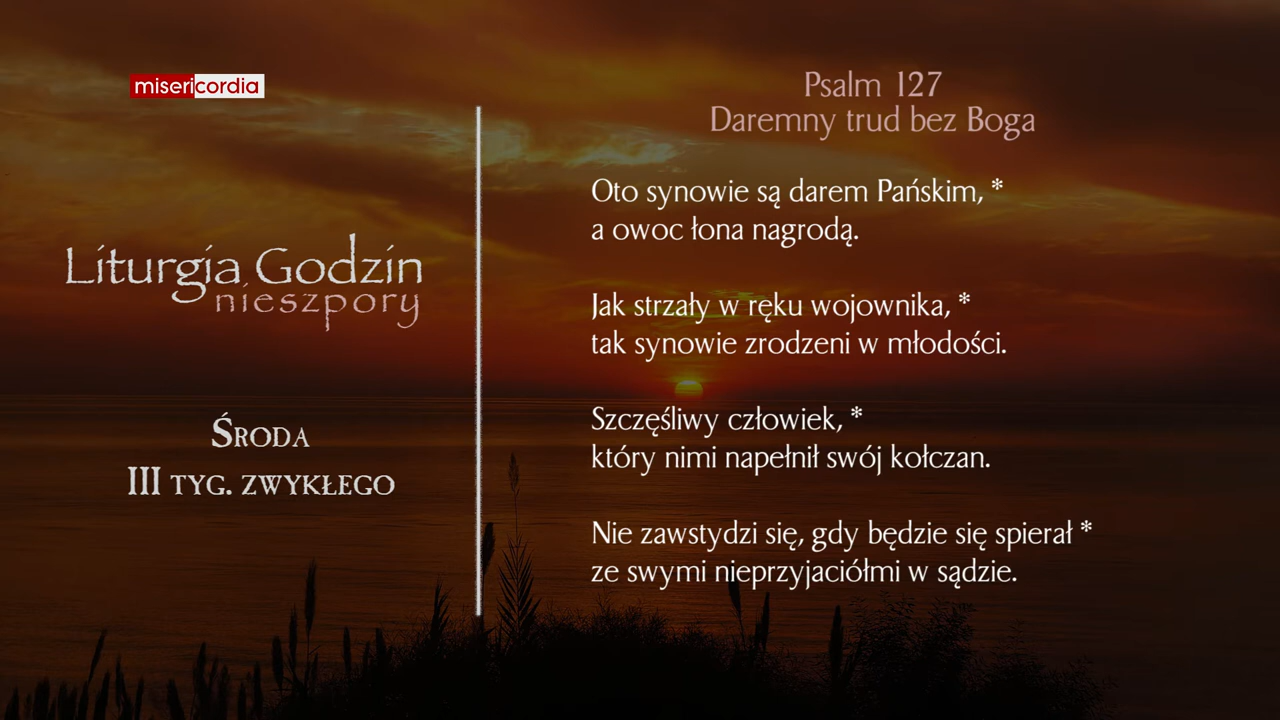 misericordia
Liturgia Godzin
nieszpory
Środa
III tyg. zwykłego
Psalm 127
Daremny trud bez Boga
Oto synowie są darem Pańskim, *
a owoc łona nagrodą.
Jak strzały w ręku wojownika, *
tak synowie zrodzeni w młodości.
Szczęśliwy człowiek, *
który nimi napełnił swój kołczan.
Nie zawstydzi się, gdy będzie się spierał *
ze swymi nieprzyjaciółmi w sądzie.